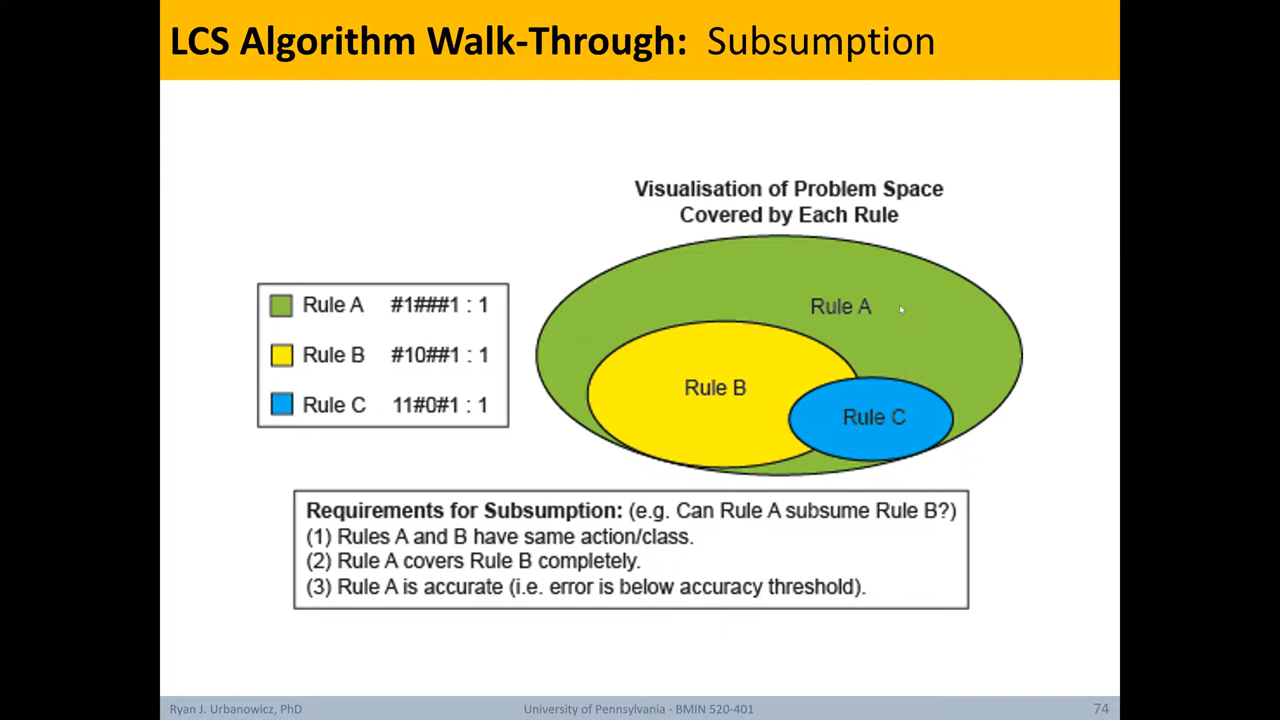 LCS Algorithm Walk-Through: Subsumption
Visualisation of Problem Space
Covered by Each Rule
Rule A #1###1 : 1
Rule B #10##1 : 1
Rule C 11#0#1 : 1
Rule A
Rule B
Rule C
Requirements for Subsumption: (e.g. Can Rule A subsume Rule B?)
(1) Rules A and B have same action/class.
(2) Rule A covers Rule B completely.
(3) Rule A is accurate (i.e. error is below accuracy threshold).
Ryan J. Urbanowicz, PhD
University of Pennsylvania - BMIN 520-401
74